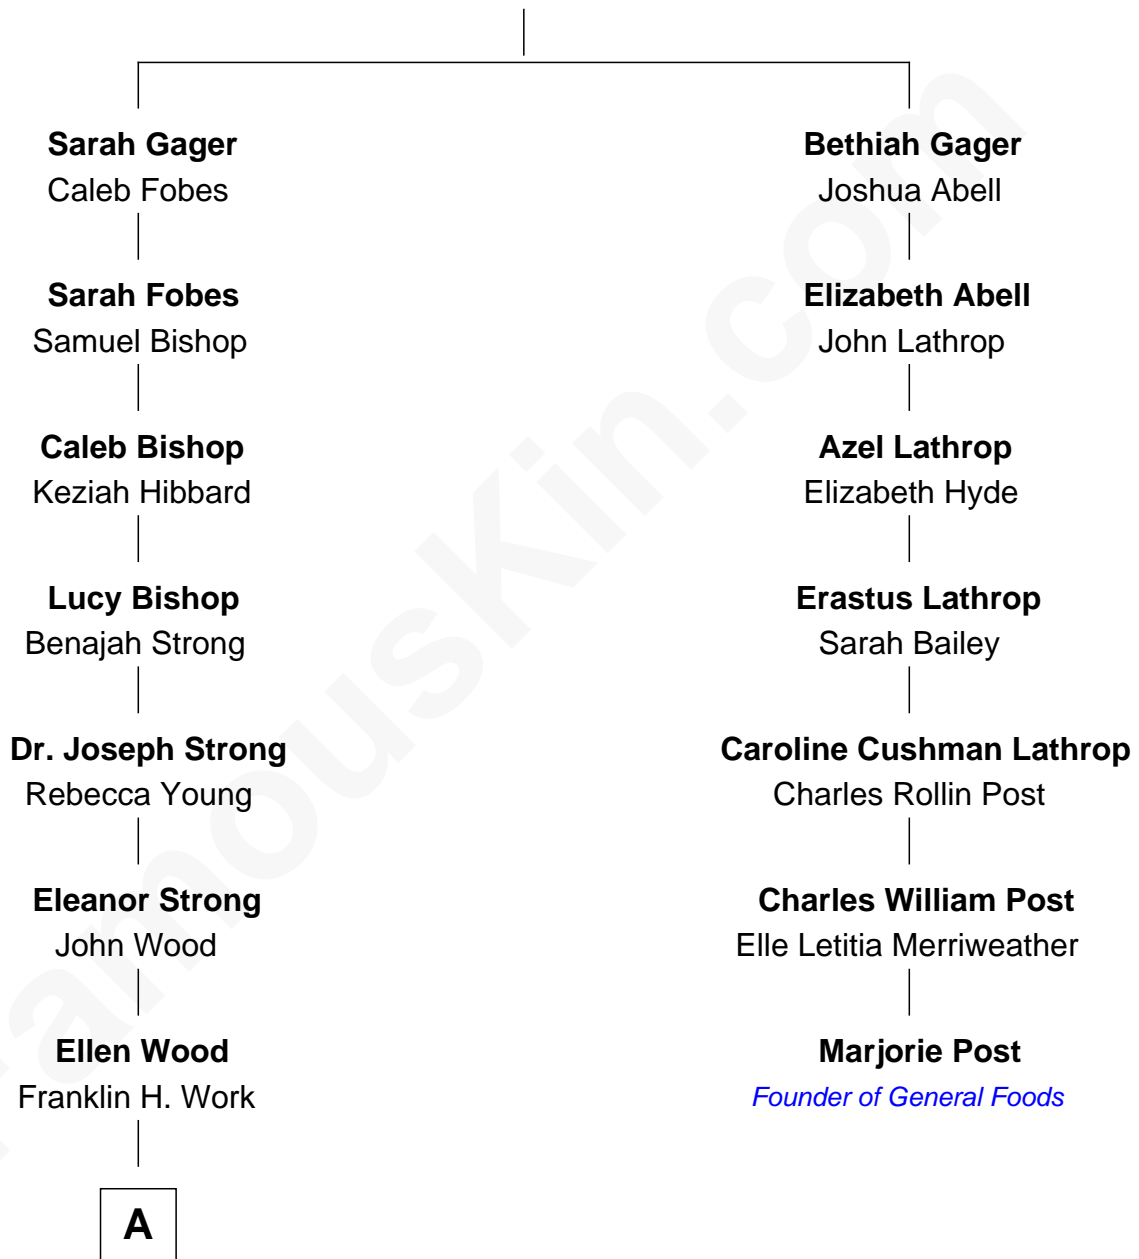 Sarah Gager
Caleb Fobes
Sarah Fobes
Samuel Bishop
Caleb Bishop
Keziah Hibbard
Lucy Bishop
Benajah Strong
Dr. Joseph Strong
Rebecca Young
Eleanor Strong
John Wood
Ellen Wood
Franklin H. Work
A
Bethiah Gager
Joshua Abell
Elizabeth Abell
John Lathrop
Azel Lathrop
Elizabeth Hyde
Erastus Lathrop
Sarah Bailey
Caroline Cushman Lathrop
Charles Rollin Post
Charles William Post
Elle Letitia Merriweather
Marjorie Post
Founder of General Foods
FamousKin.com